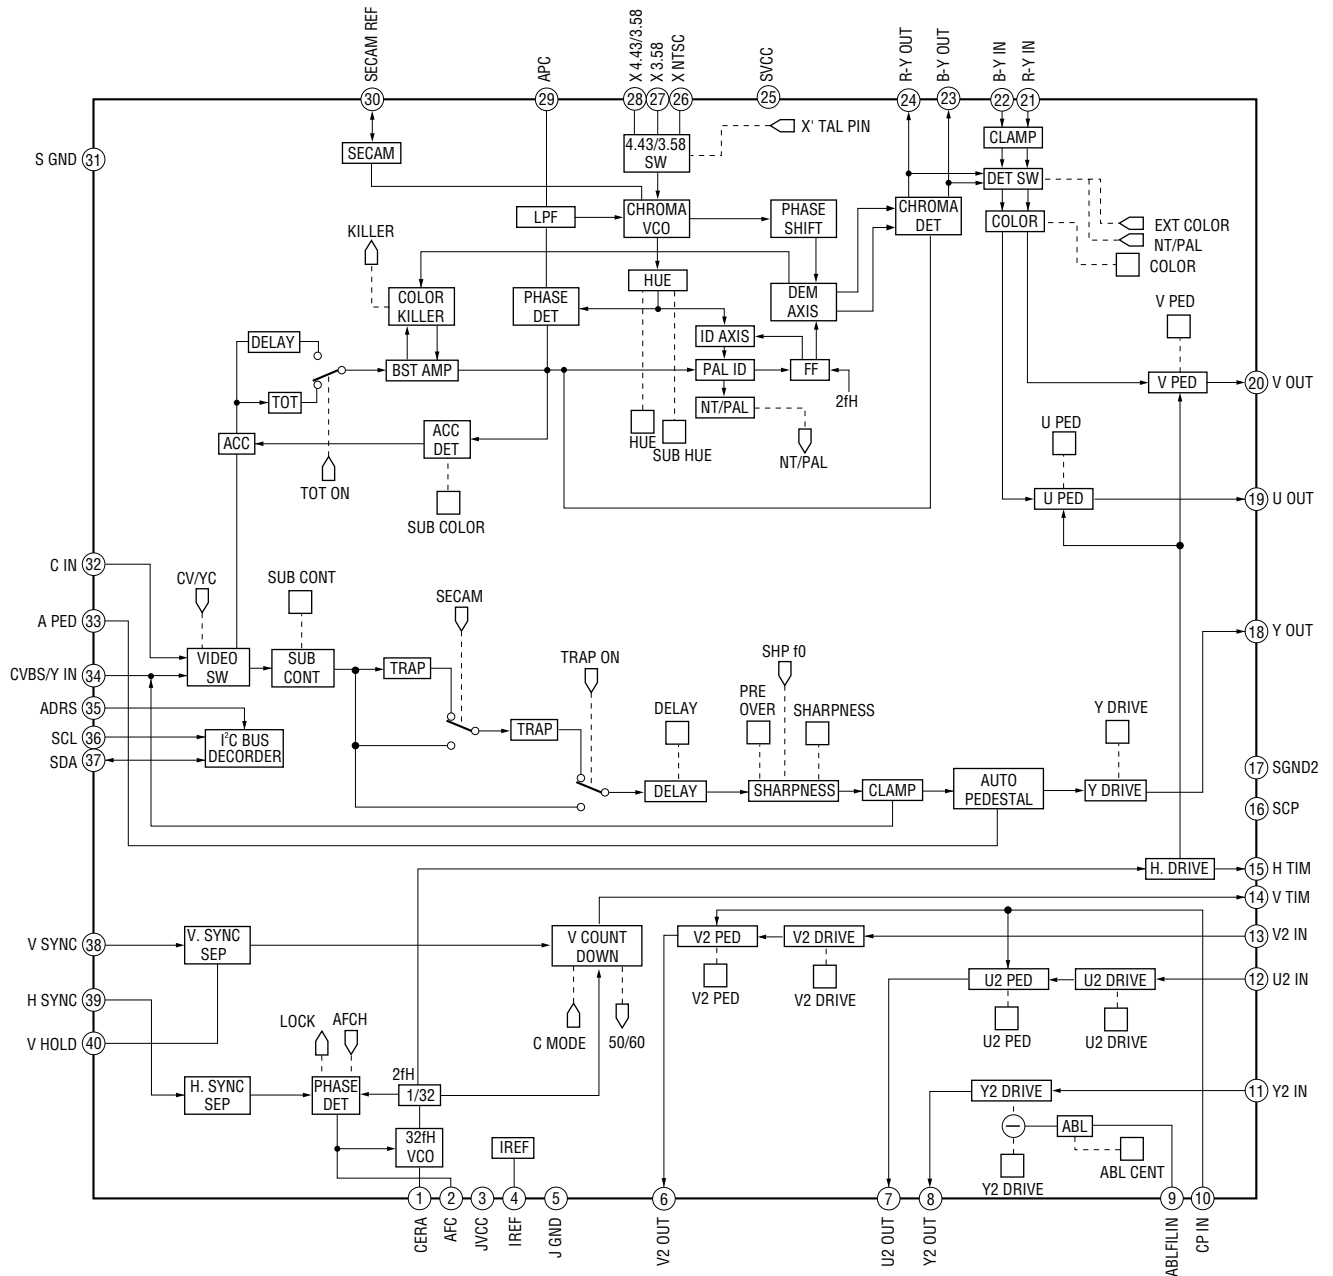 SECAM REF
APC
X 4.43/3.58
X 3.58
X NTSC
SVCC
R-Y OUT
B-Y OUT
B-Y IN
R-Y IN
30
29
28
27
26
25
24
23
22
21
S GND
31
SECAM
4.43/3.58
SW
X' TAL PIN
CLAMP
DET SW
COLOR
EXT COLOR
NT/PAL
COLOR
LPF
CHROMA
VCO
PHASE
SHIFT
CHROMA
DET
KILLER
HUE
COLOR
KILLER
PHASE
DET
DEM
AXIS
V PED
DELAY
ID AXIS
BST AMP
PAL ID
FF
2fH
V PED
20
V OUT
TOT
NT/PAL
ACC
ACC
DET
HUE
SUB HUE
NT/PAL
U PED
TOT ON
SUB COLOR
U PED
19
U OUT
C IN
32
CV/YC
SUB CONT
SECAM
A PED
33
18
Y OUT
CVBS/Y IN
34
VIDEO
SW
SUB
CONT
TRAP
TRAP ON
SHP f0
ADRS
35
PRE
OVER
DELAY
SHARPNESS
Y DRIVE
SCL
36
I²C BUS
DECORDER
TRAP
SDA
37
17
SGND2
DELAY
SHARPNESS
CLAMP
AUTO
PEDESTAL
Y DRIVE
16
SCP
H. DRIVE
15
H TIM
14
V TIM
V SYNC
38
V. SYNC
SEP
V COUNT
DOWN
V2 PED
V2 DRIVE
13
V2 IN
H SYNC
39
V2 PED
V2 DRIVE
U2 PED
U2 DRIVE
12
U2 IN
V HOLD
40
LOCK
AFCH
C MODE
50/60
U2 PED
U2 DRIVE
2fH
H. SYNC
SEP
PHASE
DET
1/32
Y2 DRIVE
11
Y2 IN
32fH
VCO
IREF
ABL
ABL CENT
Y2 DRIVE
1
2
3
4
5
6
7
8
9
10
CERA
AFC
JVCC
IREF
J GND
V2 OUT
U2 OUT
Y2 OUT
ABLFILIN
CP IN